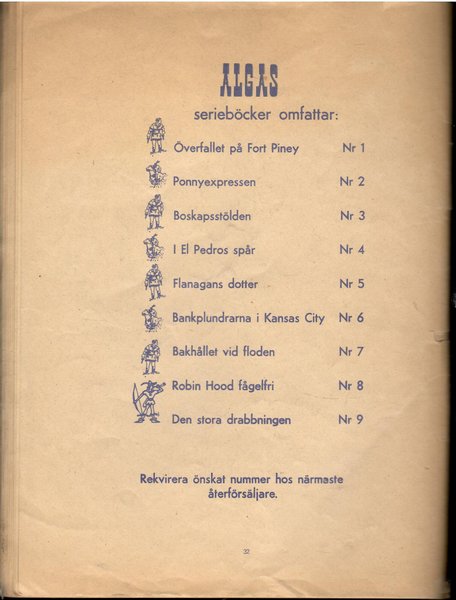 ALGAS
serieböcker omfattar:
Överfallet på Fort Piney Nr 1
Ponnyexpressen Nr 2
Boskapsstölden Nr 3
I El Pedros spår Nr 4
Flanagans dotter Nr 5
Bankplundrarna i Kansas City Nr 6
Bakhållet vid floden Nr 7
Robin Hood fågelfri Nr 8
Den stora drabbningen Nr 9
Rekvirera önskat nummer hos närmaste
återförsäljare.
32